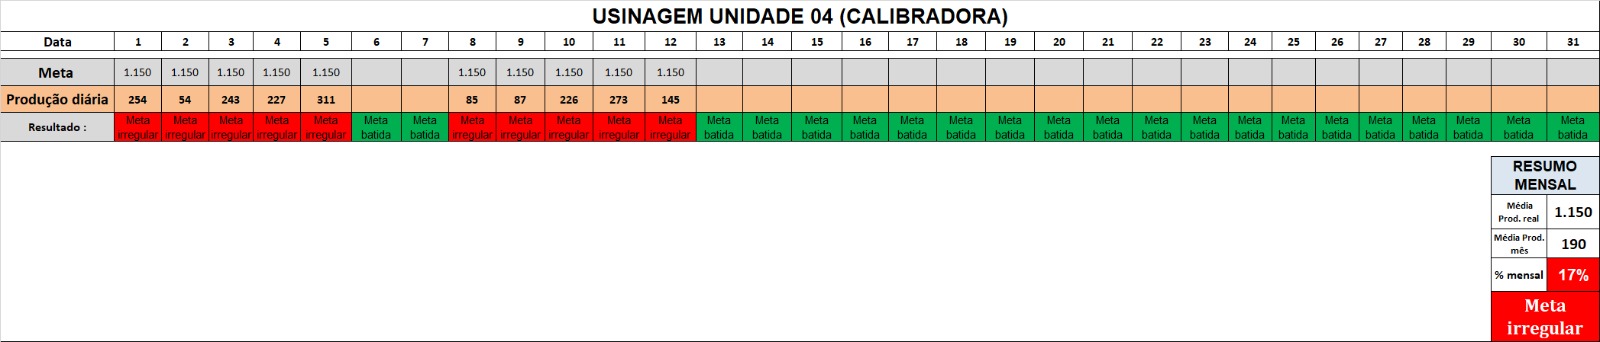 USINAGEM UNIDADE 04 (CALIBRADORA)
Data 1 2 3 4 5 6 7 8 9 10 11 12 13 14 15 16 17 18 19 20 21 22 23 24 25 26 27 28 29 30 31
Meta 1.150 1.150 1.150 1.150 1.150 1.150 1.150 1.150 1.150 1.150
Produção diária 254 54 243 227 311 85 87 226 273 145
Resultado : Meta irregular Meta irregular Meta irregular Meta irregular Meta irregular Meta batida Meta batida Meta irregular Meta irregular Meta irregular Meta irregular Meta irregular Meta batida Meta batida Meta batida Meta batida Meta batida Meta batida Meta batida Meta batida Meta batida Meta batida Meta batida Meta batida Meta batida Meta batida Meta batida Meta batida Meta batida Meta batida Meta batida
RESUMO
MENSAL
Média
Prod. real 1.150
Média Prod.
mês 190
% mensal 17%
Meta
irregular